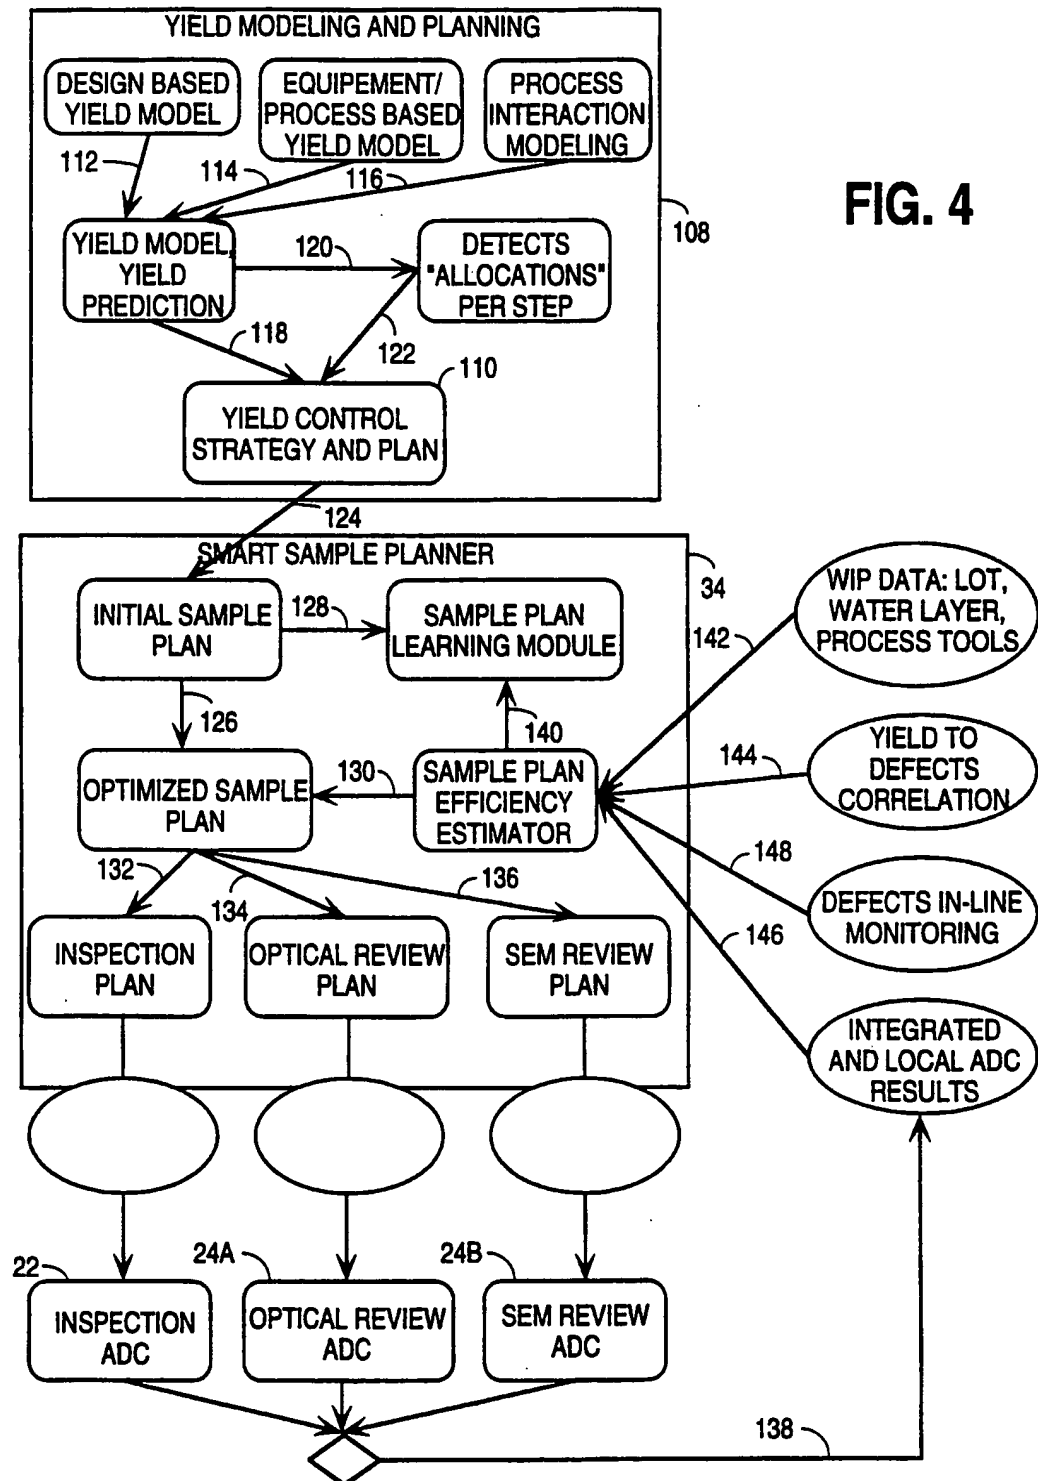 YIELD MODELING AND PLANNING
DESIGN BASED
YIELD MODEL
EQUIPEMENT/
PROCESS BASED
YIELD MODEL
PROCESS
INTERACTION
MODELING
112
114
116
FIG. 4
108
YIELD MODEL,
YIELD
PREDICTION
120
DETECTS
"ALLOCATIONS"
PER STEP
118
122
110
YIELD CONTROL
STRATEGY AND PLAN
124
SMART SAMPLE PLANNER
34
INITIAL SAMPLE
PLAN
128
SAMPLE PLAN
LEARNING MODULE
142
WIP DATA: LOT,
WATER LAYER,
PROCESS TOOLS
126
140
OPTIMIZED SAMPLE
PLAN
130
SAMPLE PLAN
EFFICIENCY
ESTIMATOR
144
YIELD TO
DEFECTS
CORRELATION
132
134
136
148
DEFECTS IN-LINE
MONITORING
146
INSPECTION
PLAN
OPTICAL REVIEW
PLAN
SEM REVIEW
PLAN
INTEGRATED
AND LOCAL ADC
RESULTS
22
24A
24B
INSPECTION
ADC
OPTICAL REVIEW
ADC
SEM REVIEW
ADC
138